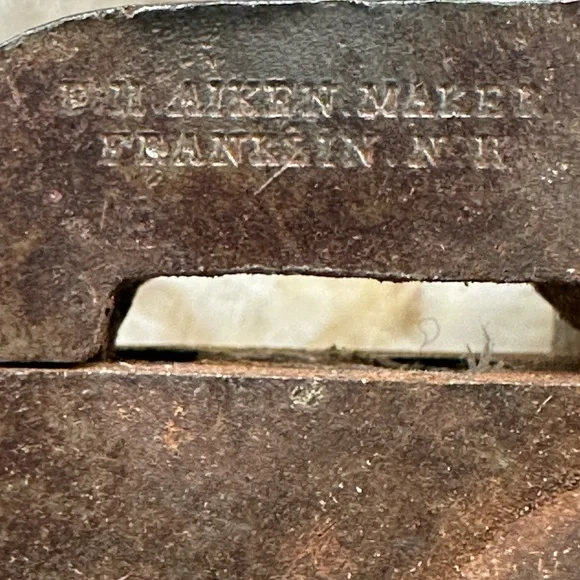 H. AIKEN. MAKER
FRANKLIN. N. H